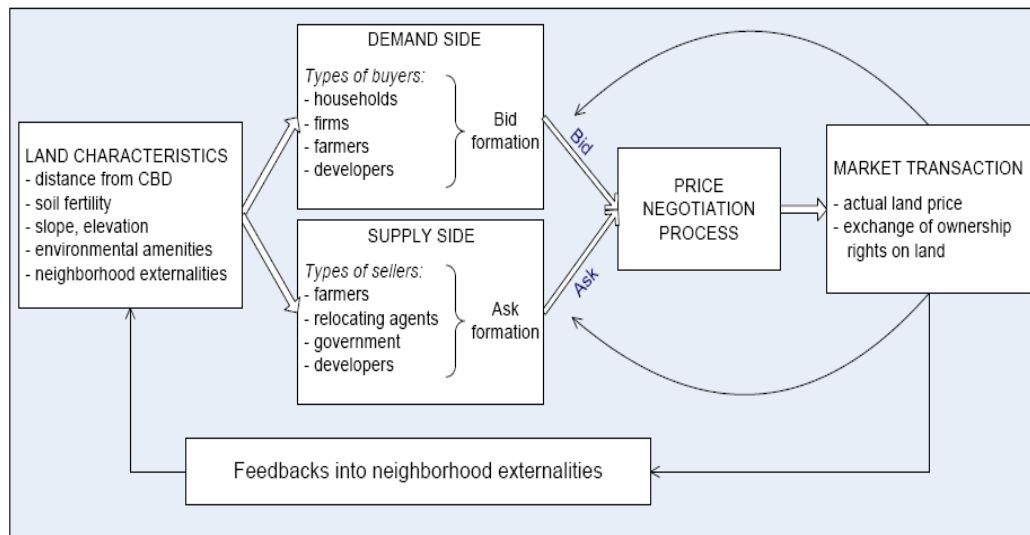 DEMAND SIDE
Types of buyers:
- households
- firms
- farmers
- developers
Bid
formation
LAND CHARACTERISTICS
- distance from CBD
- soil fertility
- slope, elevation
- environmental amenities
- neighborhood externalities
SUPPLY SIDE
Types of sellers:
- farmers
- relocating agents
- government
- developers
Ask
formation
Bid
Ask
PRICE
NEGOTIATION
PROCESS
MARKET TRANSACTION
- actual land price
- exchange of ownership
rights on land
Feedbacks into neighborhood externalities